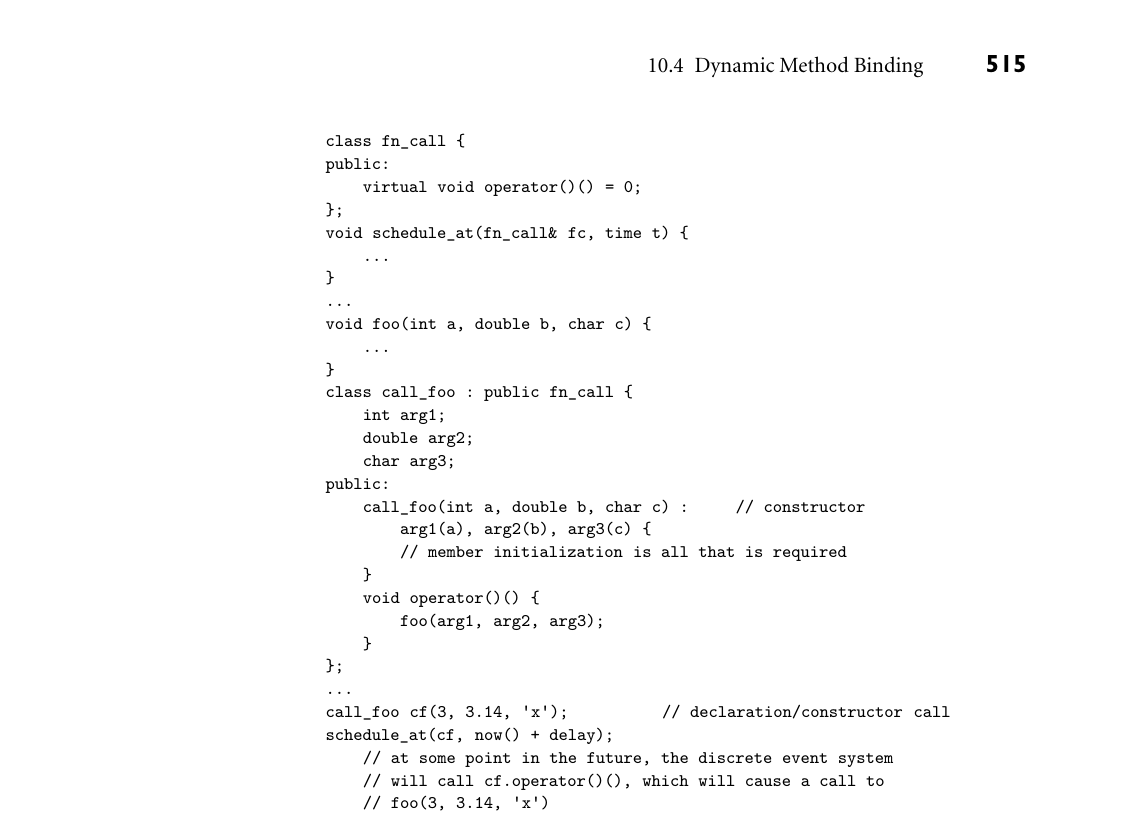 10.4 Dynamic Method Binding 515
class fn_call {
public:
    virtual void operator()() = 0;
};
void schedule_at(fn_call& fc, time t) {
    ...
}
...
void foo(int a, double b, char c) {
    ...
}
class call_foo : public fn_call {
    int arg1;
    double arg2;
    char arg3;
public:
    call_foo(int a, double b, char c) :     // constructor
        arg1(a), arg2(b), arg3(c) {
        // member initialization is all that is required
    }
    void operator()() {
        foo(arg1, arg2, arg3);
    }
};
...
call_foo cf(3, 3.14, 'x');          // declaration/constructor call
schedule_at(cf, now() + delay);
    // at some point in the future, the discrete event system
    // will call cf.operator()(), which will cause a call to
    // foo(3, 3.14, 'x')